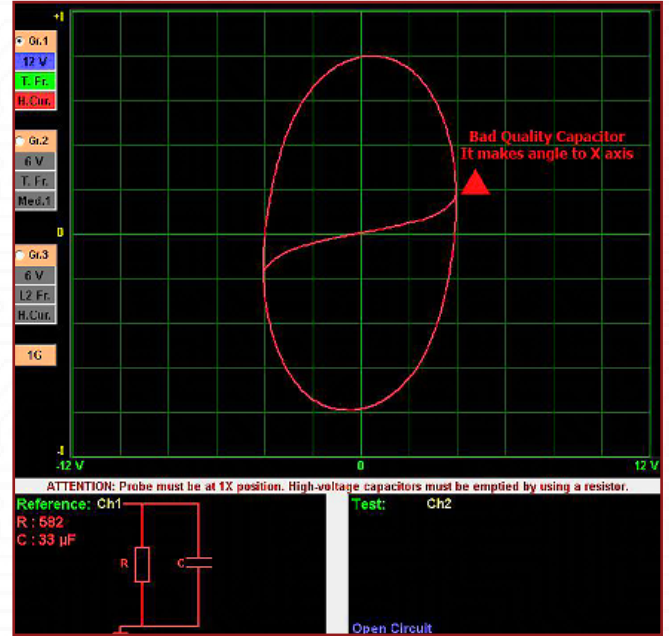 +I
Gr.1
12 V
T. Fr.
H.Cur.
Gr.2
6 V
T. Fr.
Med.1
Gr.3
6 V
L2 Fr.
H.Cur.
1G
0
-I
-12 V
0
12 V
Bad Quality Capacitor
It makes angle to X axis
ATTENTION: Probe must be at 1X position. High-voltage capacitors must be emptied by using a resistor.
Reference: Ch1
R : 582
C : 33 µF
R
C
Test: Ch2
Open Circuit